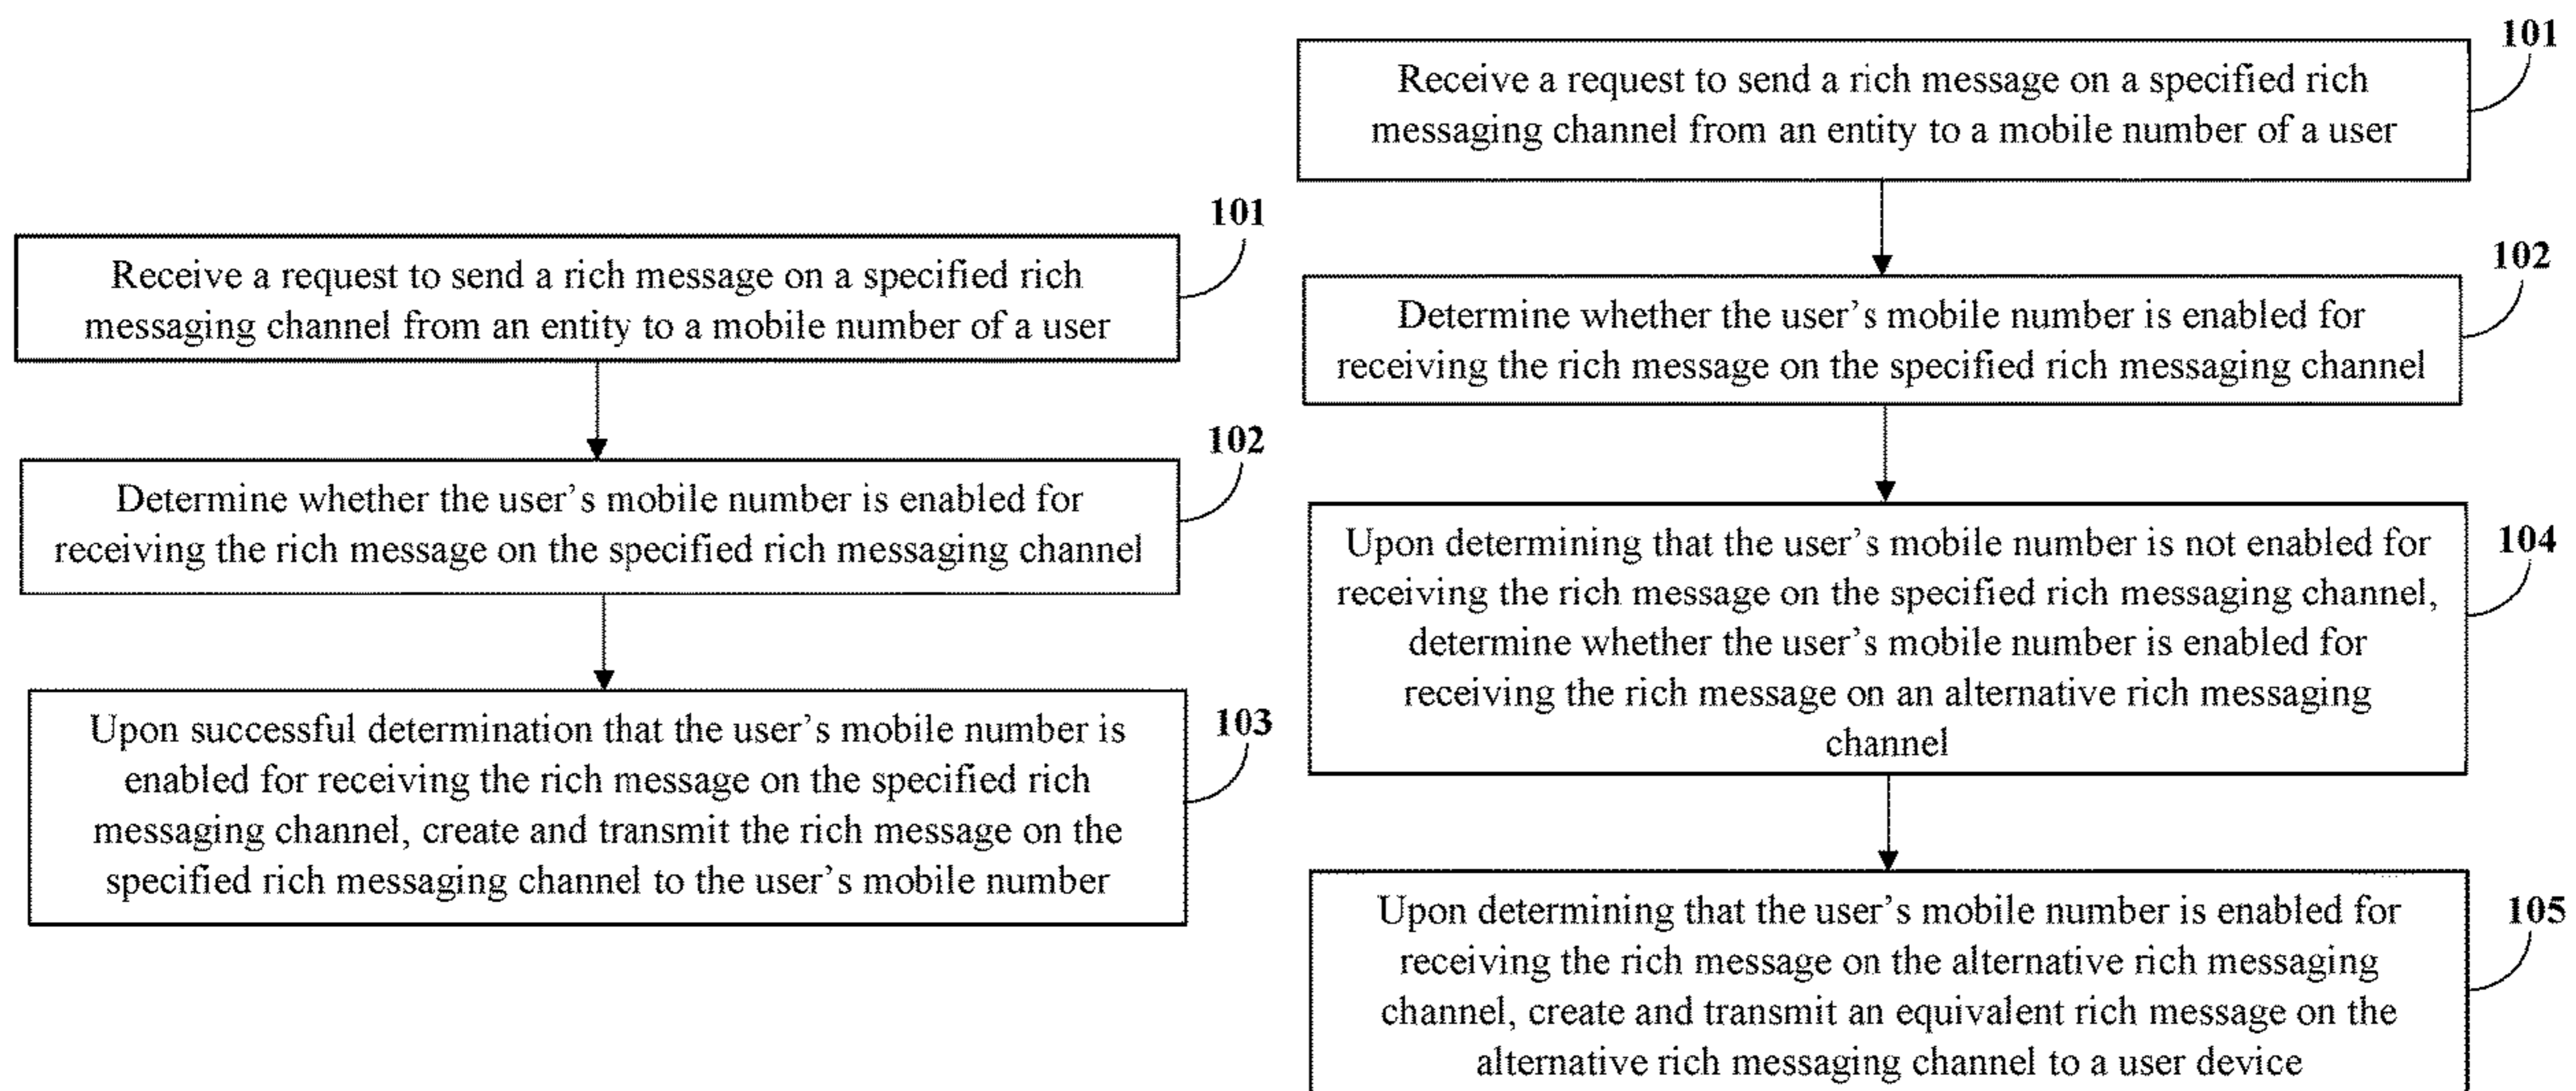 101
Receive a request to send a rich message on a specified rich
messaging channel from an entity to a mobile number of a user
102
Determine whether the user's mobile number is enabled for
receiving the rich message on the specified rich messaging channel
103
Upon successful determination that the user's mobile number is
enabled for receiving the rich message on the specified rich
messaging channel, create and transmit the rich message on the
specified rich messaging channel to the user's mobile number
101
Receive a request to send a rich message on a specified rich
messaging channel from an entity to a mobile number of a user
102
Determine whether the user's mobile number is enabled for
receiving the rich message on the specified rich messaging channel
104
Upon determining that the user's mobile number is not enabled for
receiving the rich message on the specified rich messaging channel,
determine whether the user's mobile number is enabled for
receiving the rich message on an alternative rich messaging
channel
105
Upon determining that the user's mobile number is enabled for
receiving the rich message on the alternative rich messaging
channel, create and transmit an equivalent rich message on the
alternative rich messaging channel to a user device